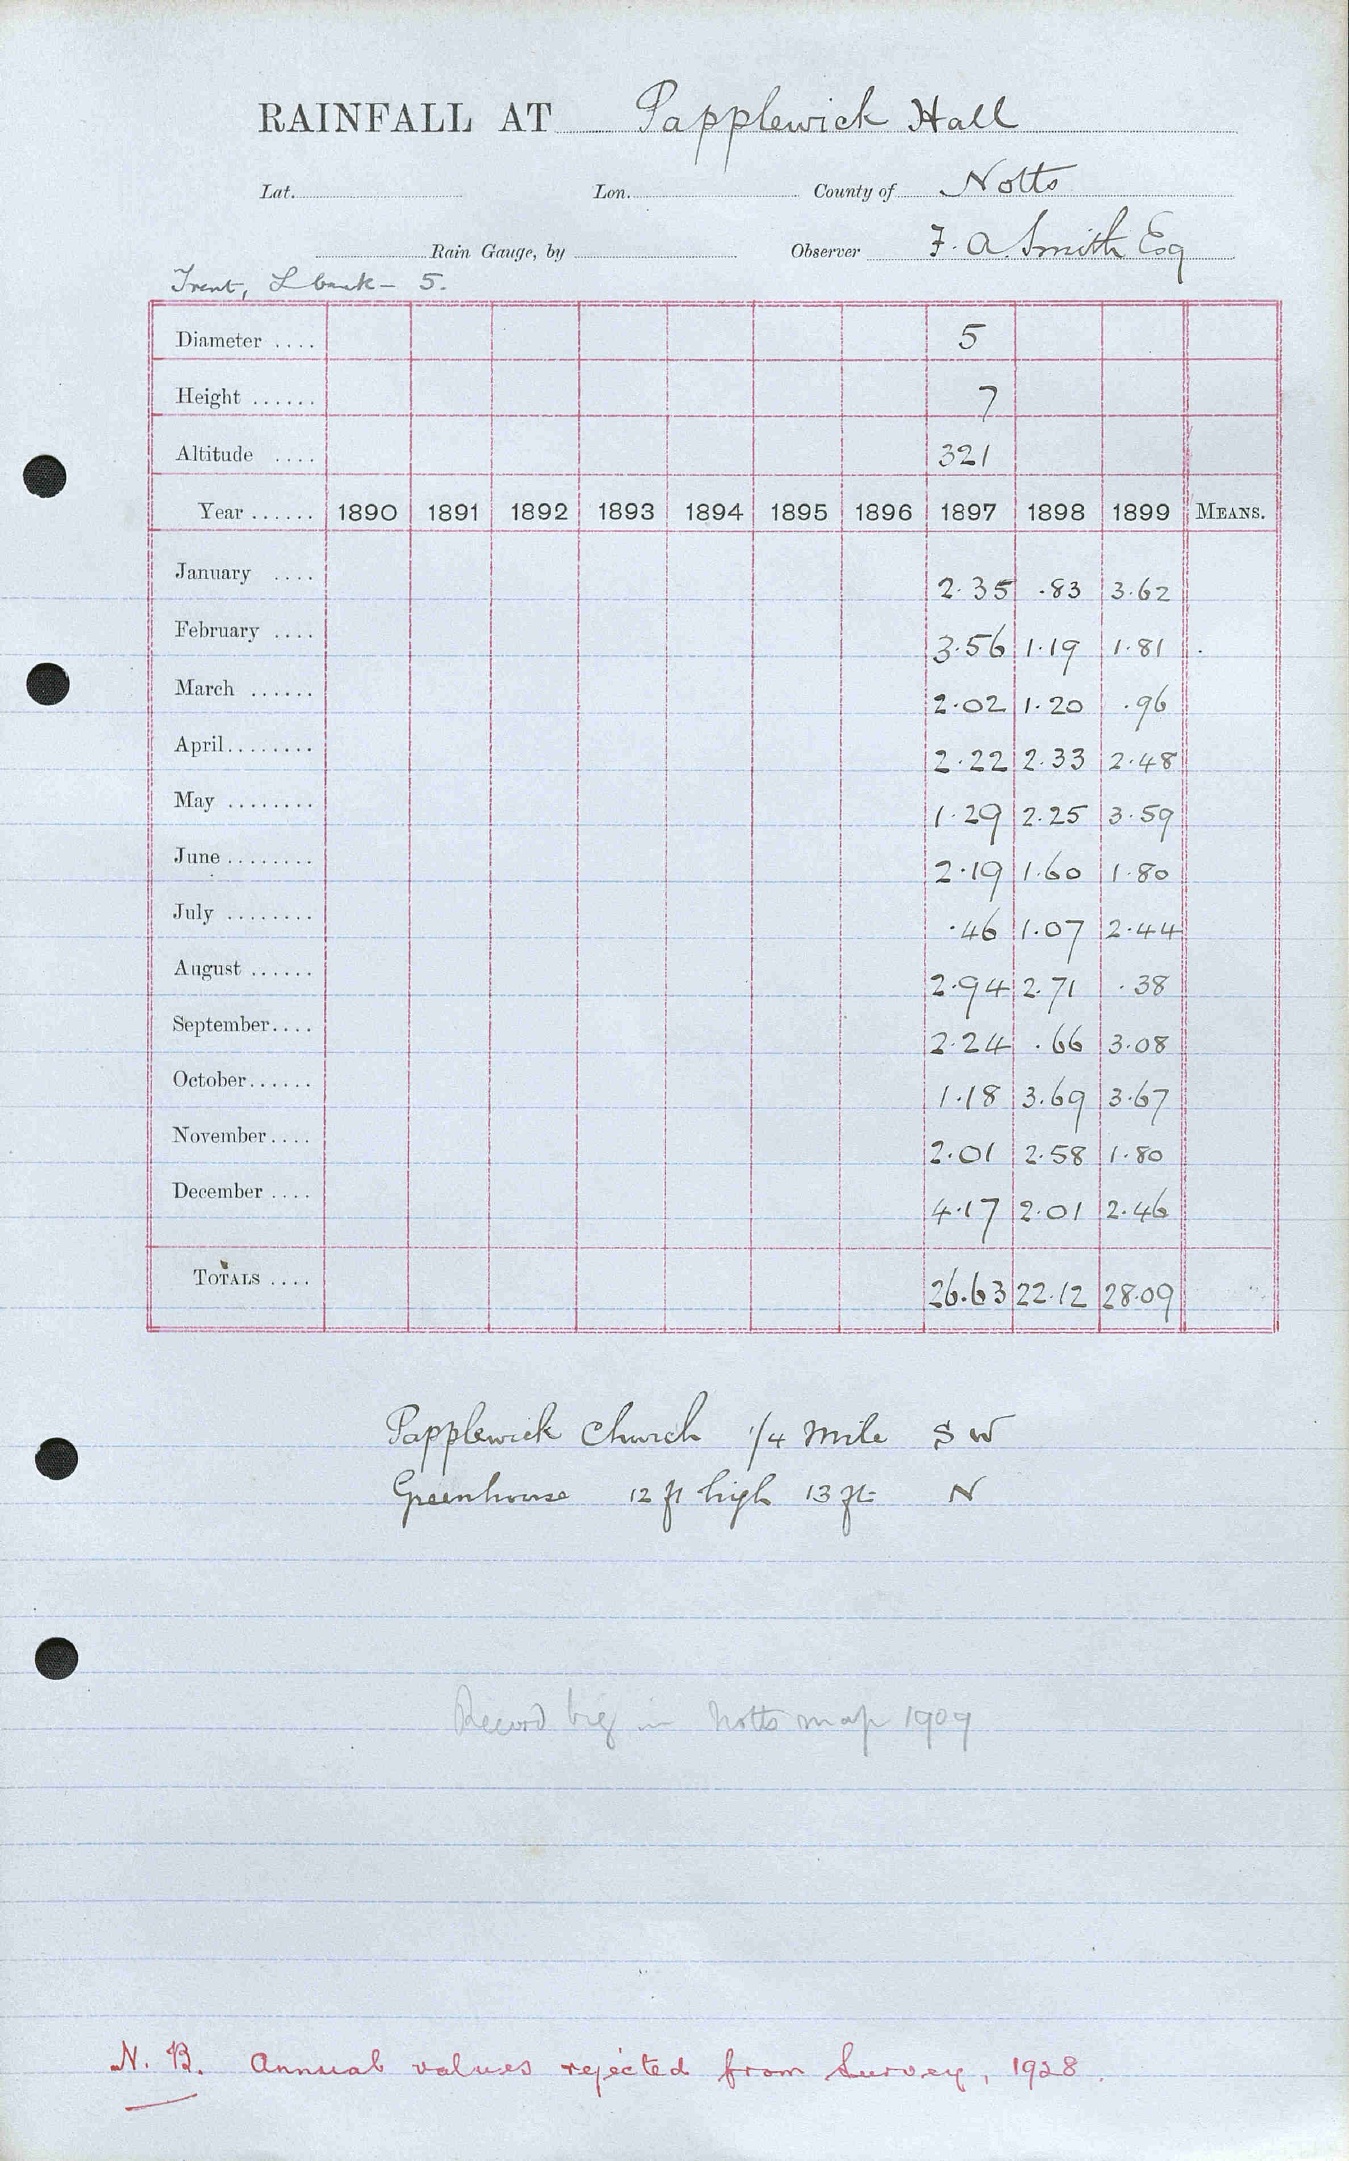 RAINFALL AT Papplewick Hall
Lat. Lon. County of Notts
Rain Gauge, by Observer F. A. Smith Esq
Trent, L bank - 5.
Diameter .... 5
Height ...... 7
Altitude .... 321
Year ...... 1890 1891 1892 1893 1894 1895 1896 1897 1898 1899 MEANS.
January .... 2.35 .83 3.62
February .... 3.56 1.19 1.81
March ...... 2.02 1.20 .96
April........ 2.22 2.33 2.48
May ........ 1.29 2.25 3.59
June ........ 2.19 1.60 1.80
July ........ .46 1.07 2.44
August ...... 2.94 2.71 .38
September.... 2.24 .66 3.08
October...... 1.18 3.69 3.67
November.... 2.01 2.58 1.80
December .... 4.17 2.01 2.46
TOTALS .... 26.63 22.12 28.09
Papplewick Church 1/4 Mile S W
Greenhouse 12 ft high 13 ft N
Record big in Notts map 1909
N. B. Annual values rejected from Survey, 1928.